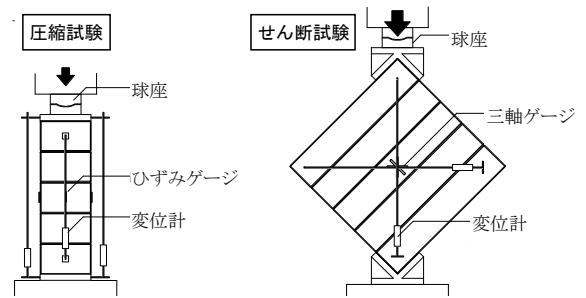 圧縮試験
せん断試験
球座
ひずみゲージ
変位計
球座
三軸ゲージ
変位計